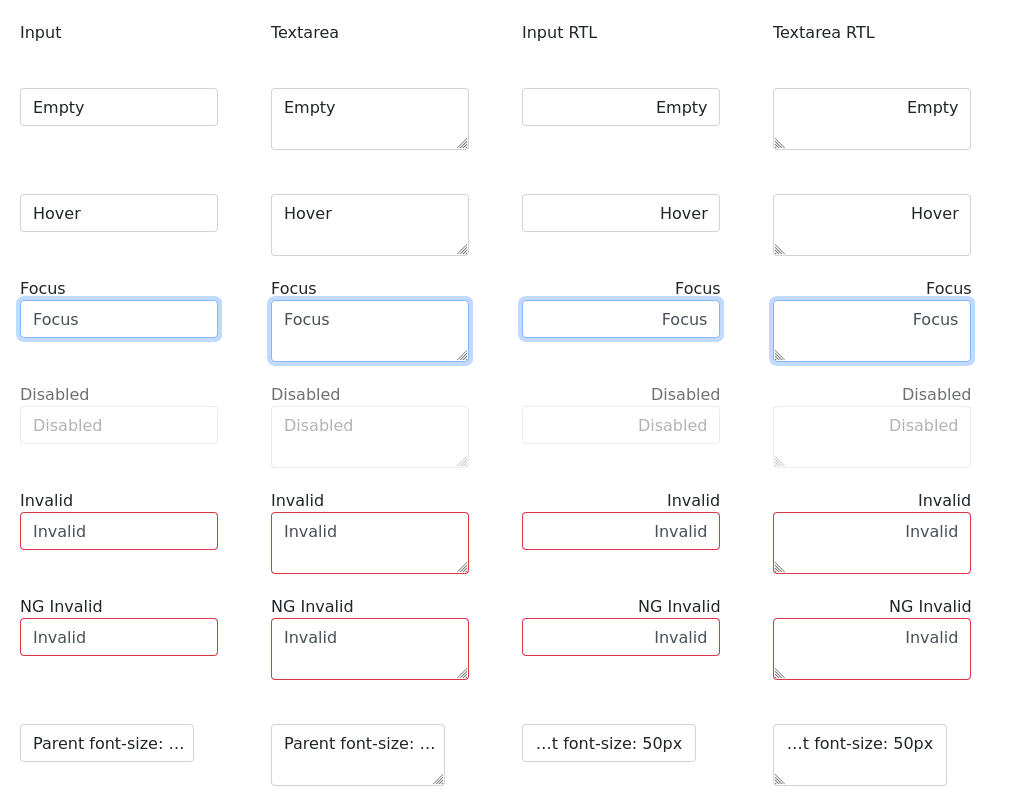 Input Textarea Input RTL Textarea RTL
Empty Empty Empty Empty
Hover Hover Hover Hover
Focus Focus Focus Focus
Focus Focus Focus Focus
Disabled Disabled Disabled Disabled
Disabled Disabled Disabled Disabled
Invalid Invalid Invalid Invalid
Invalid Invalid Invalid Invalid
NG Invalid NG Invalid NG Invalid NG Invalid
Invalid Invalid Invalid Invalid
Parent font-size: ... Parent font-size: ... ...t font-size: 50px ...t font-size: 50px